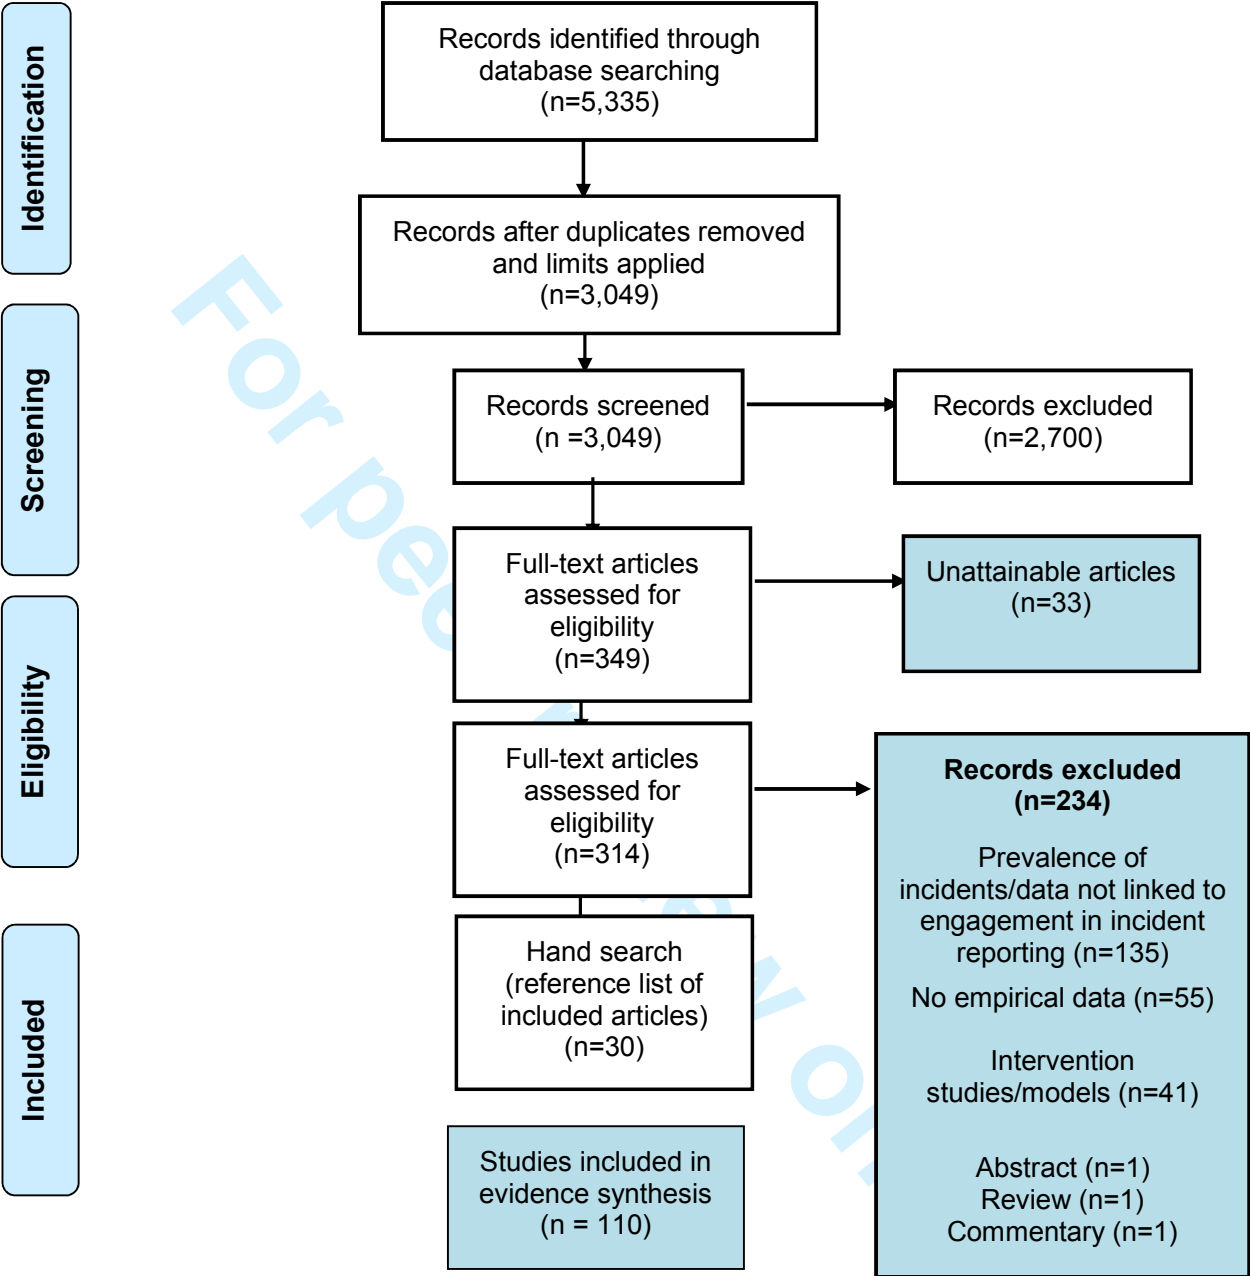 Identification
Records identified through
database searching
(n=5,335)
Records after duplicates removed
and limits applied
(n=3,049)
Screening
Records screened
(n =3,049)
Records excluded
(n=2,700)
Full-text articles
assessed for
eligibility
(n=349)
Unattainable articles
(n=33)
Eligibility
Full-text articles
assessed for
eligibility
(n=314)
Records excluded
(n=234)
Prevalence of
incidents/data not linked to
engagement in incident
reporting (n=135)
No empirical data (n=55)
Intervention
studies/models (n=41)
Abstract (n=1)
Review (n=1)
Commentary (n=1)
Included
Hand search
(reference list of
included articles)
(n=30)
Studies included in
evidence synthesis
(n = 110)
For pee